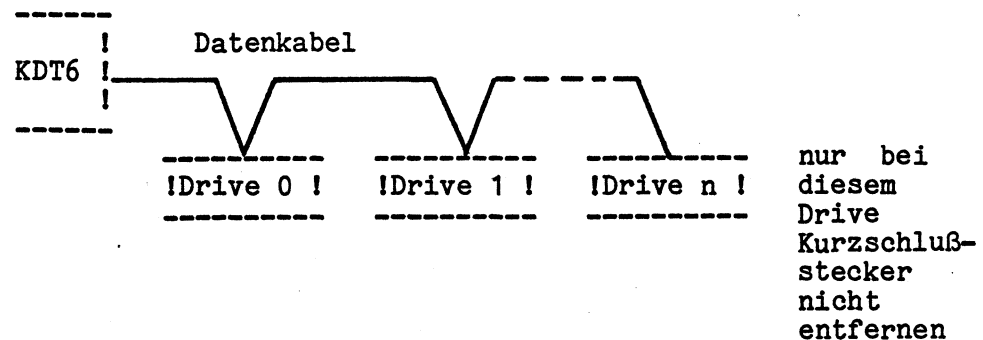 Datenkabel
KDT6
!Drive 0 ! !Drive 1 ! !Drive n !
nur bei
diesem
Drive
Kurzschluß-
stecker
nicht
entfernen